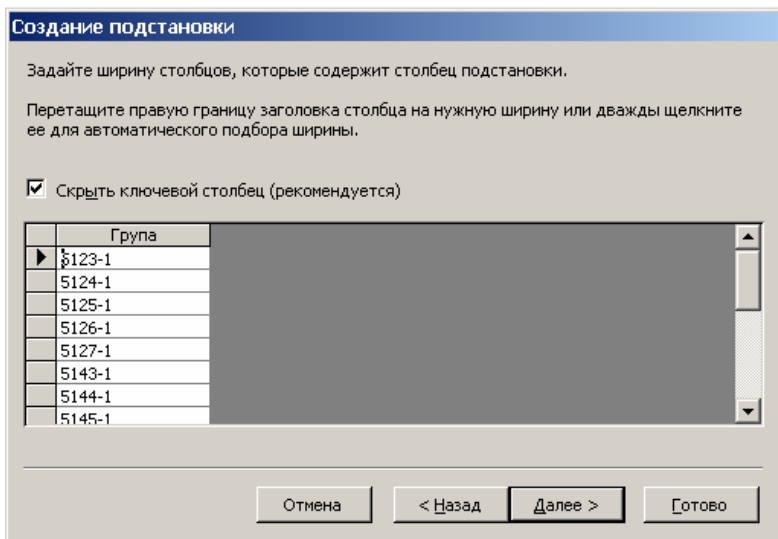 Создание подстановки
Задайте ширину столбцов, которые содержит столбец подстановки.
Перетащите правую границу заголовка столбца на нужную ширину или дважды щелкните
ее для автоматического подбора ширины.
Скрыть ключевой столбец (рекомендуется)
Група
5123-1
5124-1
5125-1
5126-1
5127-1
5143-1
5144-1
5145-1
Отмена
< Назад
Далее >
Готово